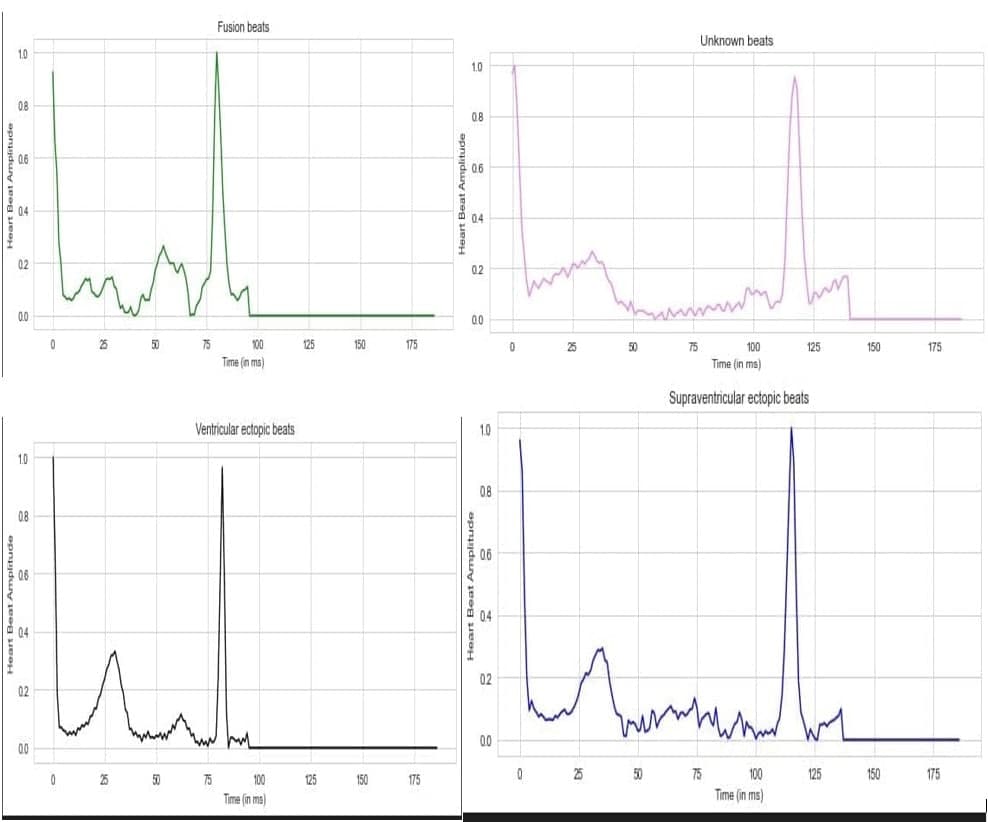 Fusion beats
Heart Beat Amplitude
1.0
0.8
0.6
0.4
0.2
0.0
0 25 50 75 100 125 150 175
Time (in ms)
Unknown beats
Heart Beat Amplitude
1.0
0.8
0.6
0.4
0.2
0.0
0 25 50 75 100 125 150 175
Time (in ms)
Ventricular ectopic beats
Heart Beat Amplitude
1.0
0.8
0.6
0.4
0.2
0.0
0 25 50 75 100 125 150 175
Time (in ms)
Supraventricular ectopic beats
Heart Beat Amplitude
1.0
0.8
0.6
0.4
0.2
0.0
0 25 50 75 100 125 150 175
Time (in ms)